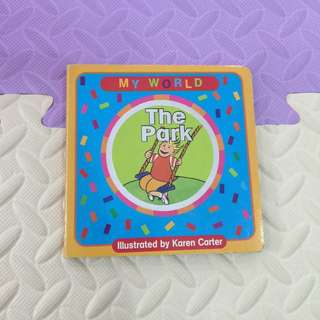 MY WORLD
The
Park
Illustrated by Karen Carter